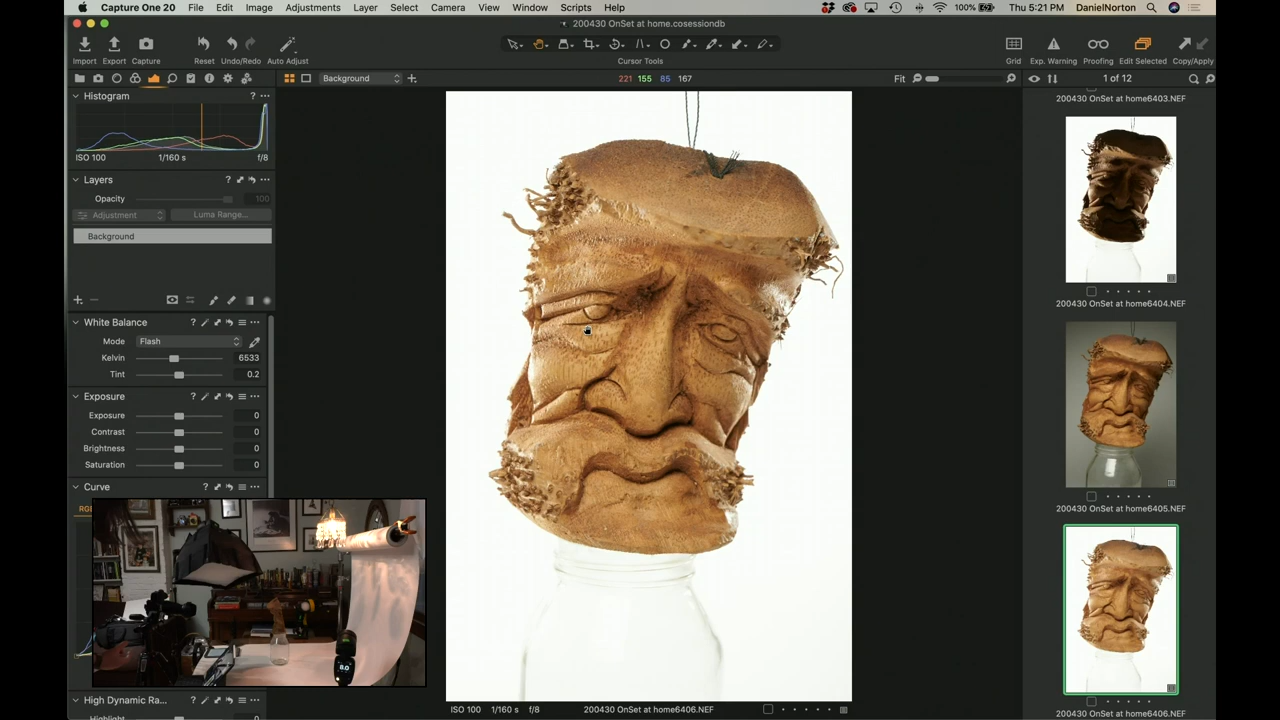 Capture One 20 File Edit Image Adjustments Layer Select Camera View Window Scripts Help 100% Thu 5:21 PM DanielNorton
200430 OnSet at home.cosessiondb
Import Export Capture Reset Undo/Redo Auto Adjust Cursor Tools Grid Exp. Warning Proofing Edit Selected Copy/Apply
Background 221 155 85 167 Fit 1 of 12
Histogram
ISO 100 1/160 s f/8
Layers
Opacity 100
Adjustment Luma Range...
Background
White Balance
Mode Flash
Kelvin 6533
Tint 0.2
Exposure
Exposure 0
Contrast 0
Brightness 0
Saturation 0
Curve
RGB
8.0
High Dynamic Ra...
Highlight 0
ISO 100 1/160 s f/8 200430 OnSet at home6406.NEF
200430 OnSet at home6403.NEF
200430 OnSet at home6404.NEF
200430 OnSet at home6405.NEF
200430 OnSet at home6406.NEF